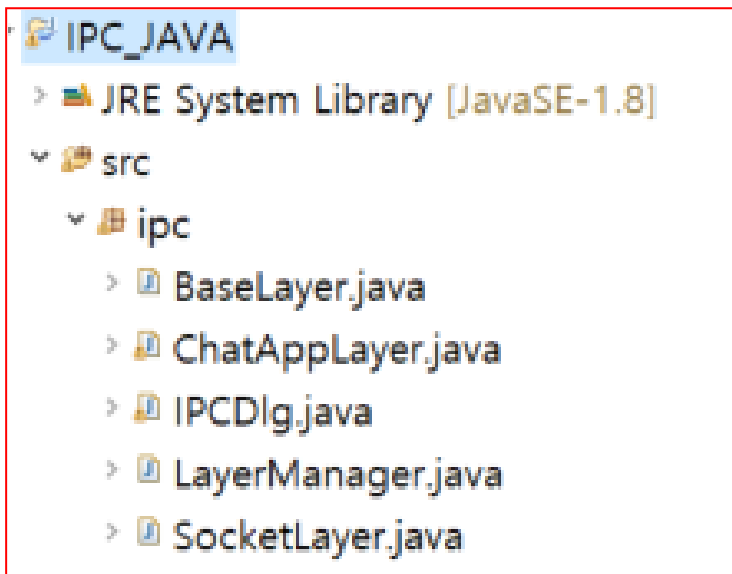 IPC_JAVA
JRE System Library [JavaSE-1.8]
src
ipc
BaseLayer.java
ChatAppLayer.java
IPCDlg.java
LayerManager.java
SocketLayer.java